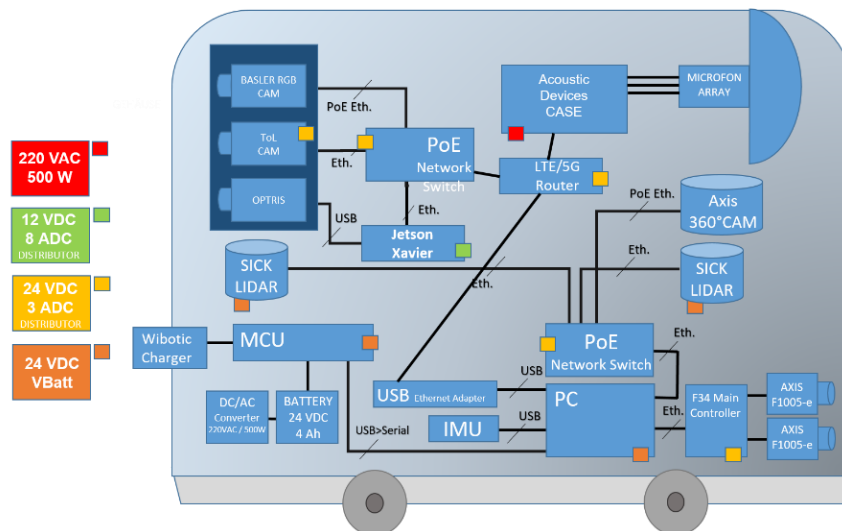 220 VAC
500 W
12 VDC
8 ADC
DISTRIBUTOR
24 VDC
3 ADC
DISTRIBUTOR
24 VDC
VBatt
BASLER RGB
CAM
ToL
CAM
OPTRIS
PoE Eth.
Eth.
USB
PoE
Network
Switch
Eth.
Jetson
Xavier
Acoustic
Devices
CASE
MICROFON
ARRAY
LTE/5G
Router
PoE Eth.
Axis
360°CAM
Eth.
SICK
LIDAR
SICK
LIDAR
Eth.
Wibotic
Charger
MCU
PoE
Network Switch
Eth.
DC/AC
Converter
220VAC / 500W
BATTERY
24 VDC
4 Ah
USB>Serial
USB Ethernet Adapter
USB
IMU
USB
PC
Eth.
F34 Main
Controller
AXIS
F1005-e
AXIS
F1005-e